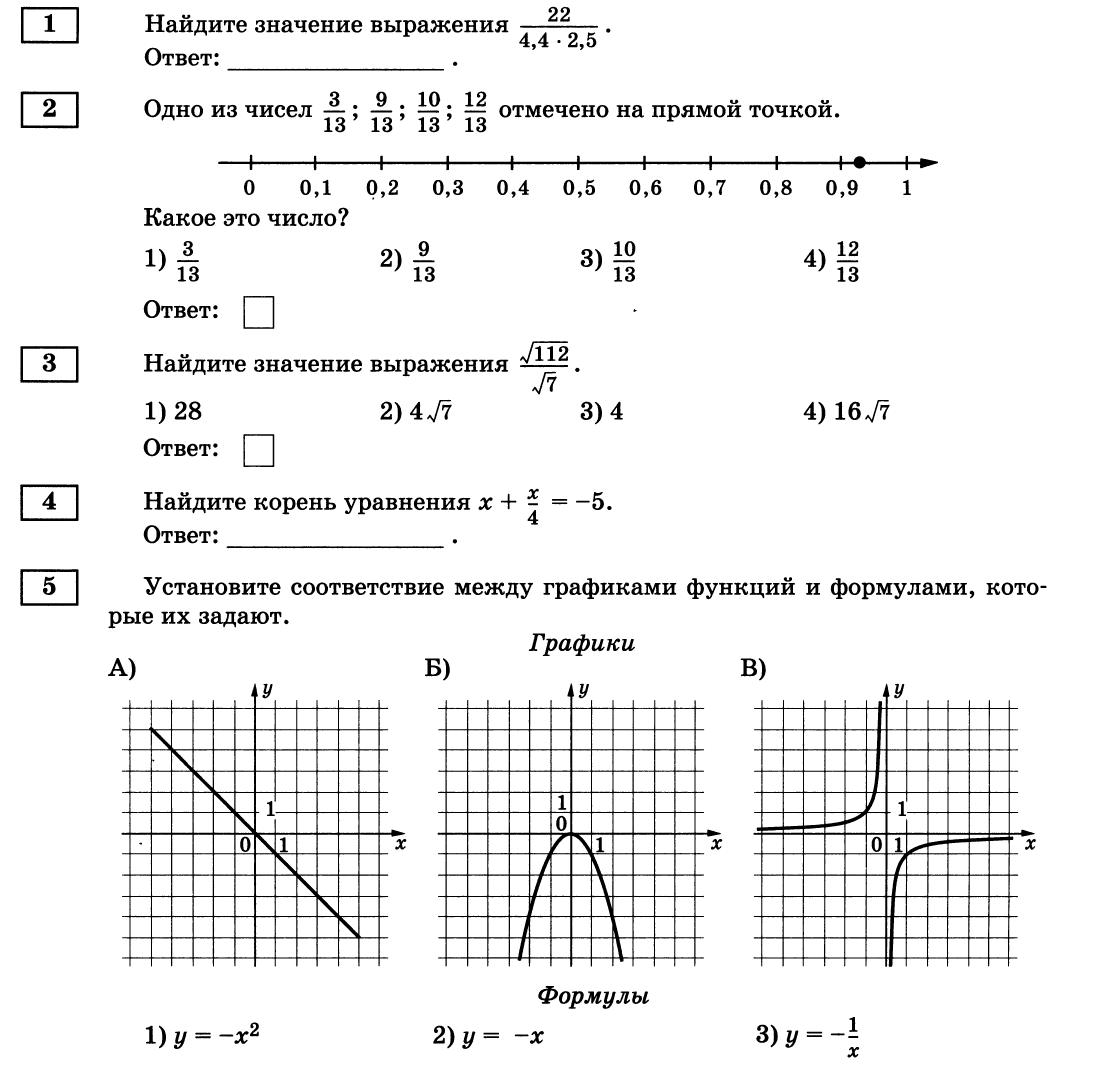 1 Найдите значение выражения 22/(4,4 · 2,5).
Ответ: ____________ .
2 Одно из чисел 3/13; 9/13; 10/13; 12/13 отмечено на прямой точкой.
0 0,1 0,2 0,3 0,4 0,5 0,6 0,7 0,8 0,9 1
Какое это число?
1) 3/13 2) 9/13 3) 10/13 4) 12/13
Ответ:
3 Найдите значение выражения √112/√7.
1) 28 2) 4√7 3) 4 4) 16√7
Ответ:
4 Найдите корень уравнения x + x/4 = −5.
Ответ: ____________ .
5 Установите соответствие между графиками функций и формулами, кото-
рые их задают.
Графики
А) Б) В)
y y y
1 1 1
0 1 x 0 1 x 0 1 x
Формулы
1) y = −x² 2) y = −x 3) y = −1/x